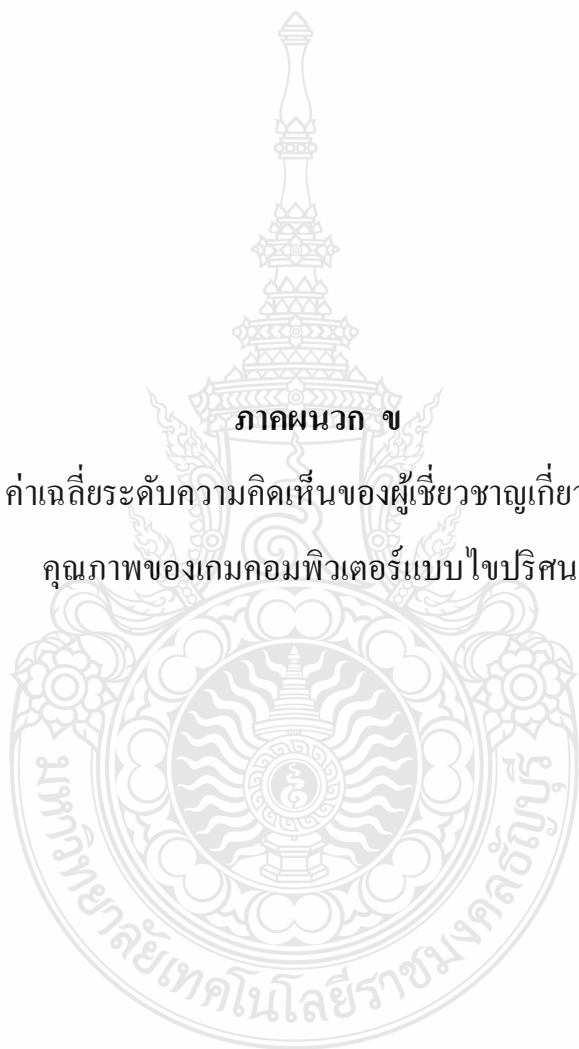 ภาคผนวก ข
ค่าเฉลี่ยระดับความคิดเห็นของผู้เชี่ยวชาญเกี่ยว
คุณภาพของเกมคอมพิวเตอร์แบบไขปริศน
มหาวิทยาลัยเทคโนโลยีราชมงคลธัญบุรี